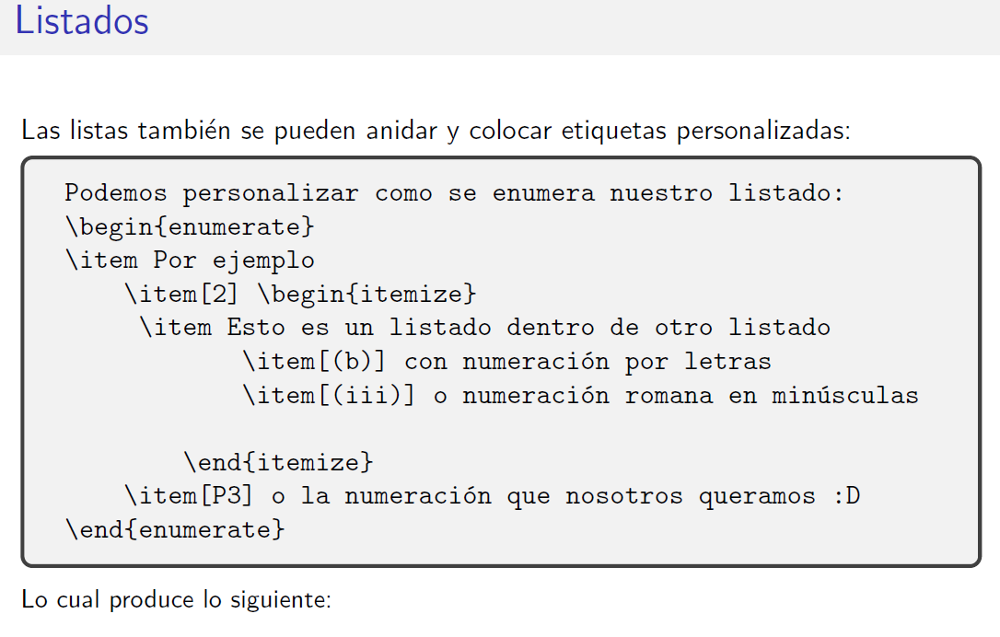 Listados
Las listas también se pueden anidar y colocar etiquetas personalizadas:
Podemos personalizar como se enumera nuestro listado:
\begin{enumerate}
\item Por ejemplo
\item[2] \begin{itemize}
\item Esto es un listado dentro de otro listado
\item[(b)] con numeración por letras
\item[(iii)] o numeración romana en minúsculas
\end{itemize}
\item[P3] o la numeración que nosotros queramos :D
\end{enumerate}
Lo cual produce lo siguiente: